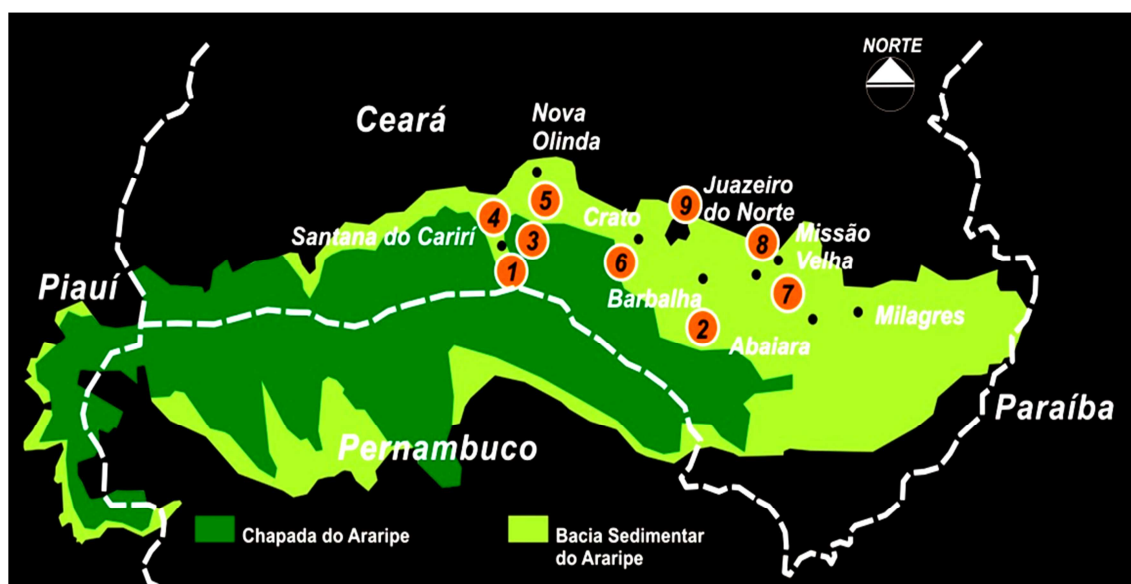 NORTE
Ceará
Nova
Olinda
Juazeiro
do Norte
9
5
4
Crato
3
8
Missão
Velha
Santana do Carirí
6
1
Piauí
7
Barbalha
2
Milagres
Abaiara
Paraíba
Pernambuco
Chapada do Araripe
Bacia Sedimentar
do Araripe